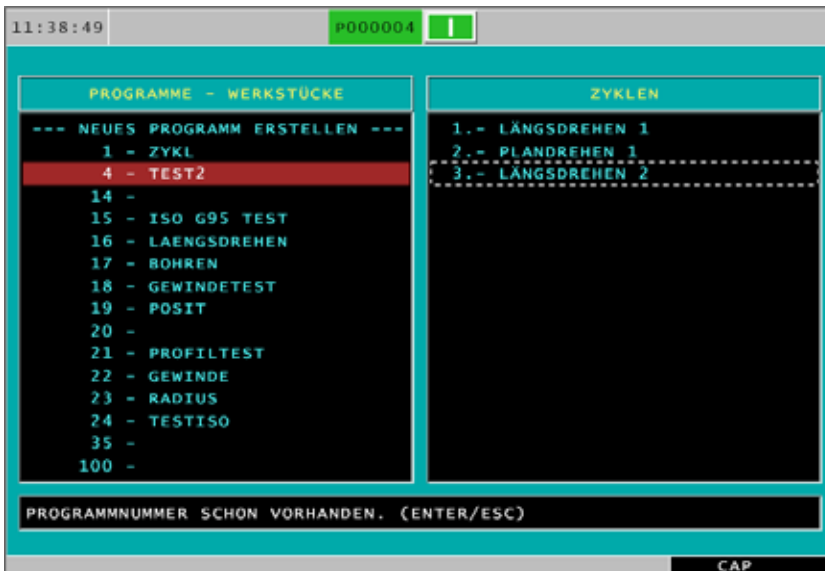 11:38:49
P000004
PROGRAMME - WERKSTÜCKE
--- NEUES PROGRAMM ERSTELLEN ---
1 - ZYKL
4 - TEST2
14 -
15 - ISO G95 TEST
16 - LAENGSDREHEN
17 - BOHREN
18 - GEWINDETEST
19 - POSIT
20 -
21 - PROFILTEST
22 - GEWINDE
23 - RADIUS
24 - TESTISO
35 -
100 -
ZYKLEN
1.- LÄNGSDREHEN 1
2.- PLANDREHEN 1
3.- LÄNGSDREHEN 2
PROGRAMMNUMMER SCHON VORHANDEN. (ENTER/ESC)
CAP